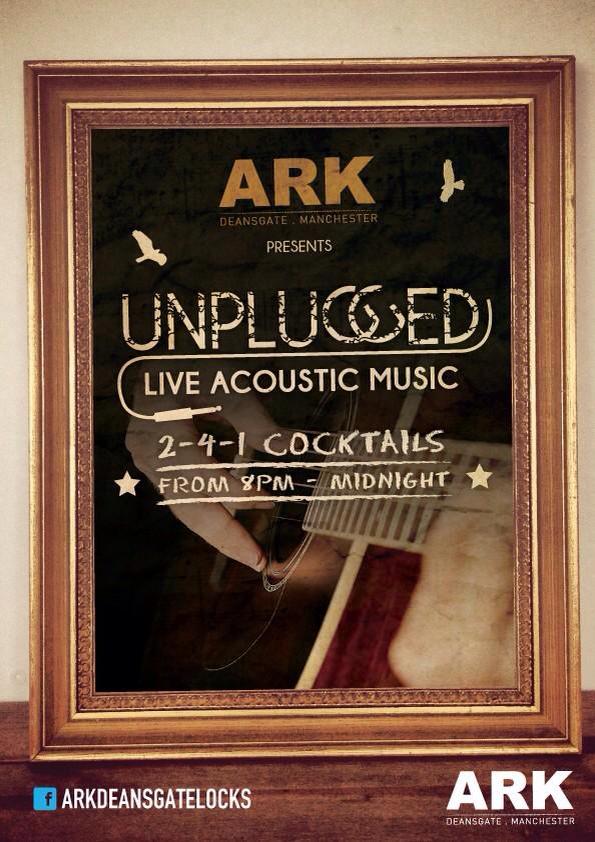 ARK
DEANSGATE . MANCHESTER
PRESENTS
UNPLUGGED
LIVE ACOUSTIC MUSIC
2-4-1 COCKTAILS
FROM 8PM - MIDNIGHT
f ARKDEANSGATELOCKS
ARK
DEANSGATE . MANCHESTER